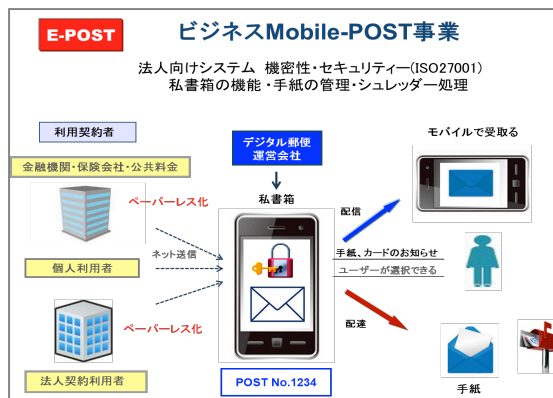 E-POST
ビジネスMobile-POST事業
法人向けシステム 機密性・セキュリティー(ISO27001)
私書箱の機能・手紙の管理・シュレッダー処理
利用契約者
金融機関・保険会社・公共料金
ペーパーレス化
個人利用者
ペーパーレス化
法人契約利用者
ネット送信
デジタル郵便
運営会社
私書箱
POST No.1234
配信
手紙、カードのお知らせ
ユーザーが選択できる
配達
モバイルで受取る
手紙